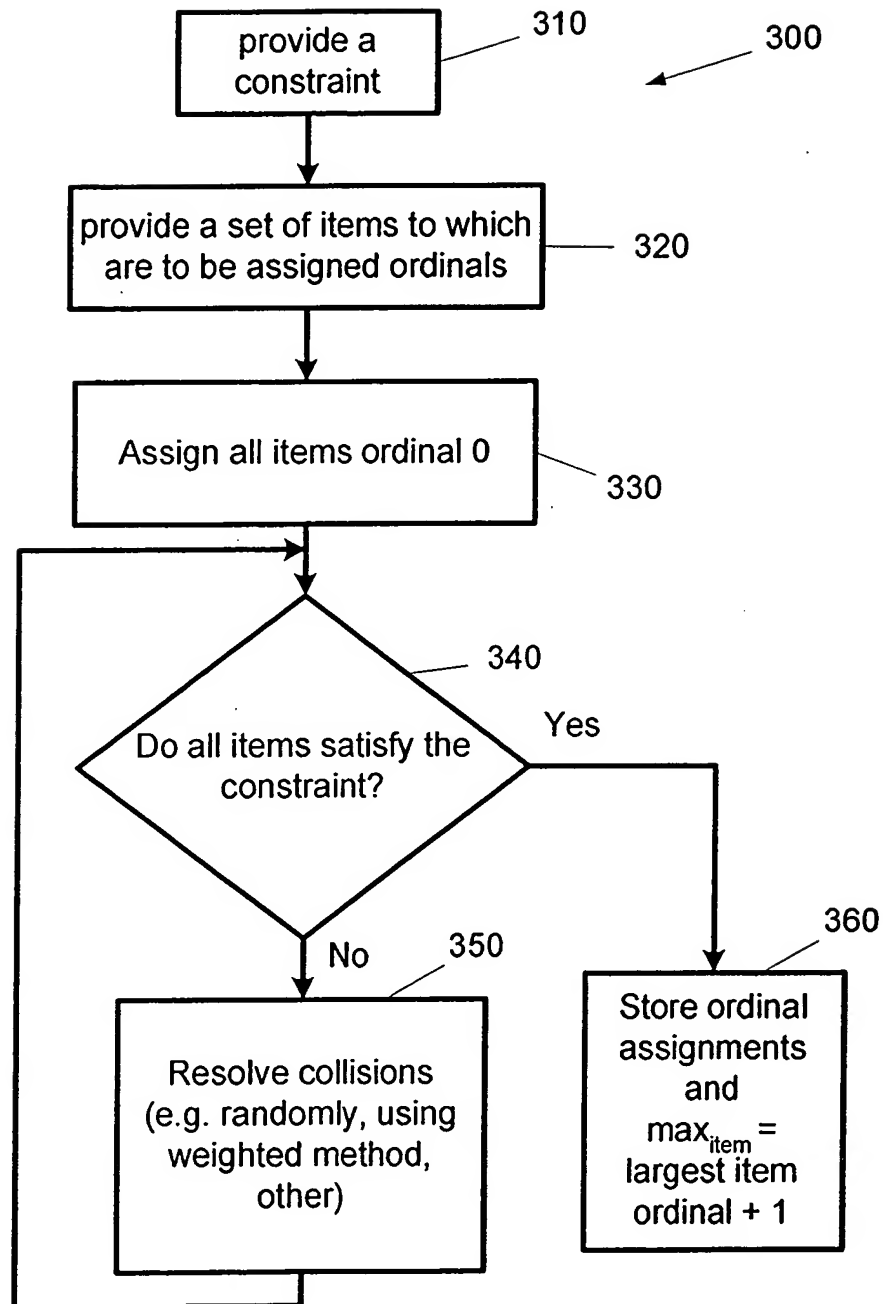 provide a
constraint
310
300
provide a set of items to which
are to be assigned ordinals
320
Assign all items ordinal 0
330
340
Do all items satisfy the
constraint?
Yes
No
350
360
Resolve collisions
(e.g. randomly, using
weighted method,
other)
Store ordinal
assignments
and
max_item =
largest item
ordinal + 1